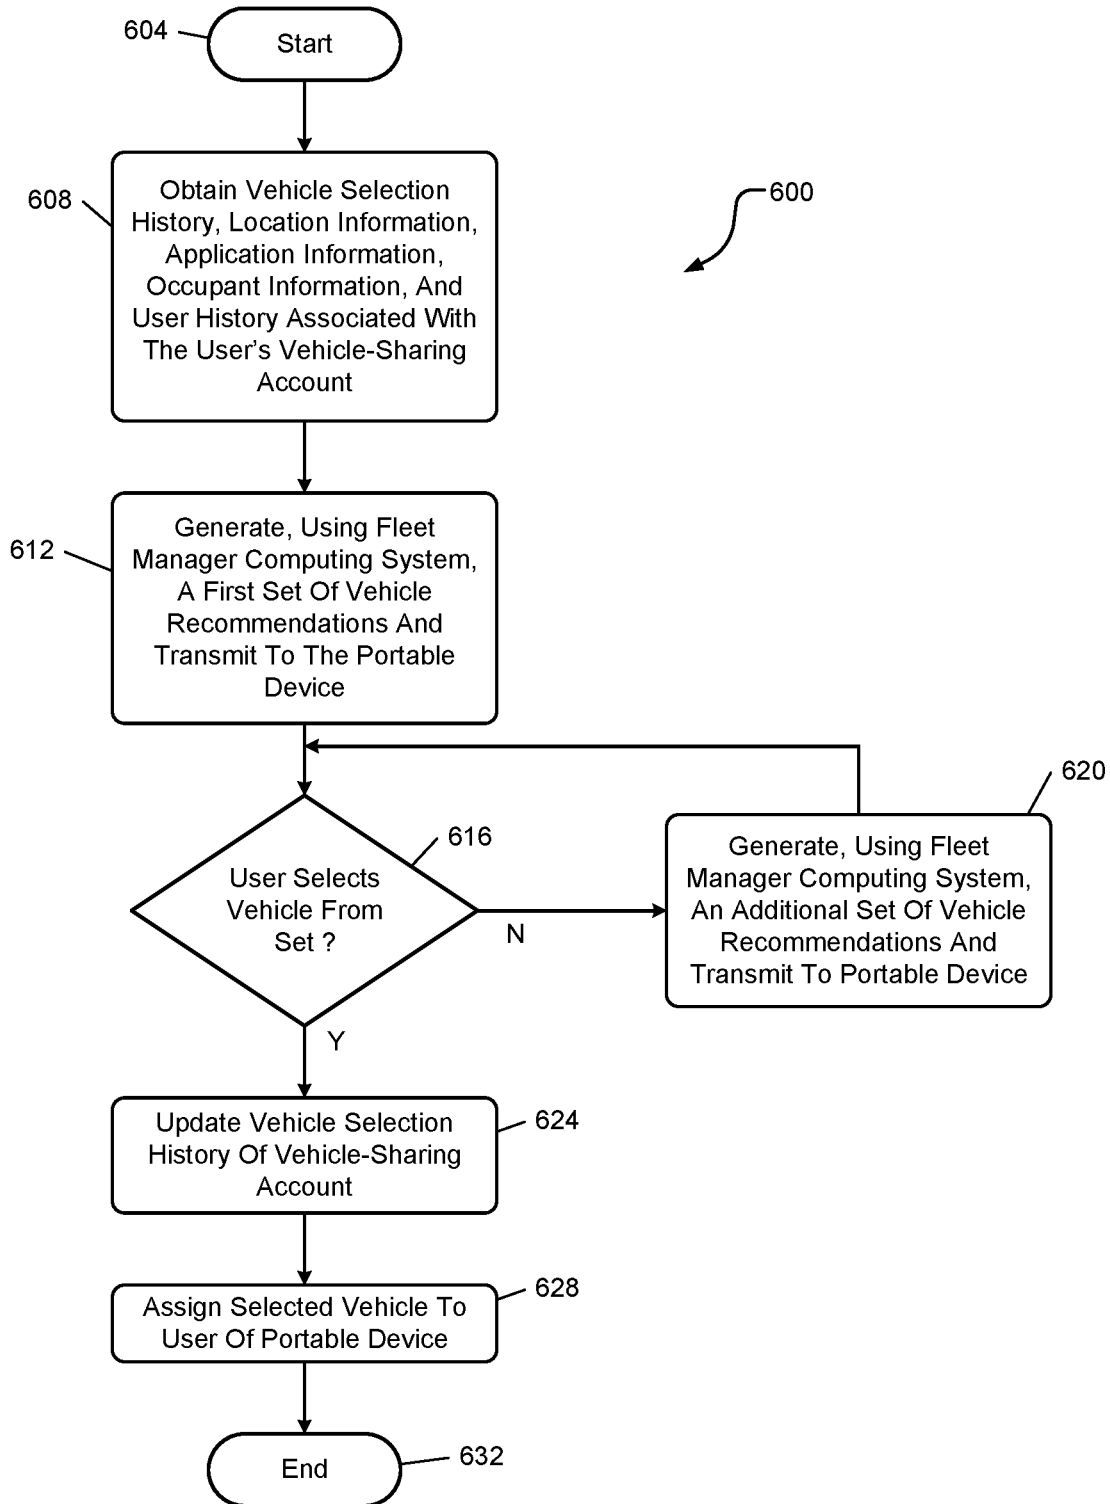 604
Start
600
608
Obtain Vehicle Selection
History, Location Information,
Application Information,
Occupant Information, And
User History Associated With
The User’s Vehicle-Sharing
Account
612
Generate, Using Fleet
Manager Computing System,
A First Set Of Vehicle
Recommendations And
Transmit To The Portable
Device
616
User Selects
Vehicle From
Set ?
N
Y
620
Generate, Using Fleet
Manager Computing System,
An Additional Set Of Vehicle
Recommendations And
Transmit To Portable Device
624
Update Vehicle Selection
History Of Vehicle-Sharing
Account
628
Assign Selected Vehicle To
User Of Portable Device
End
632